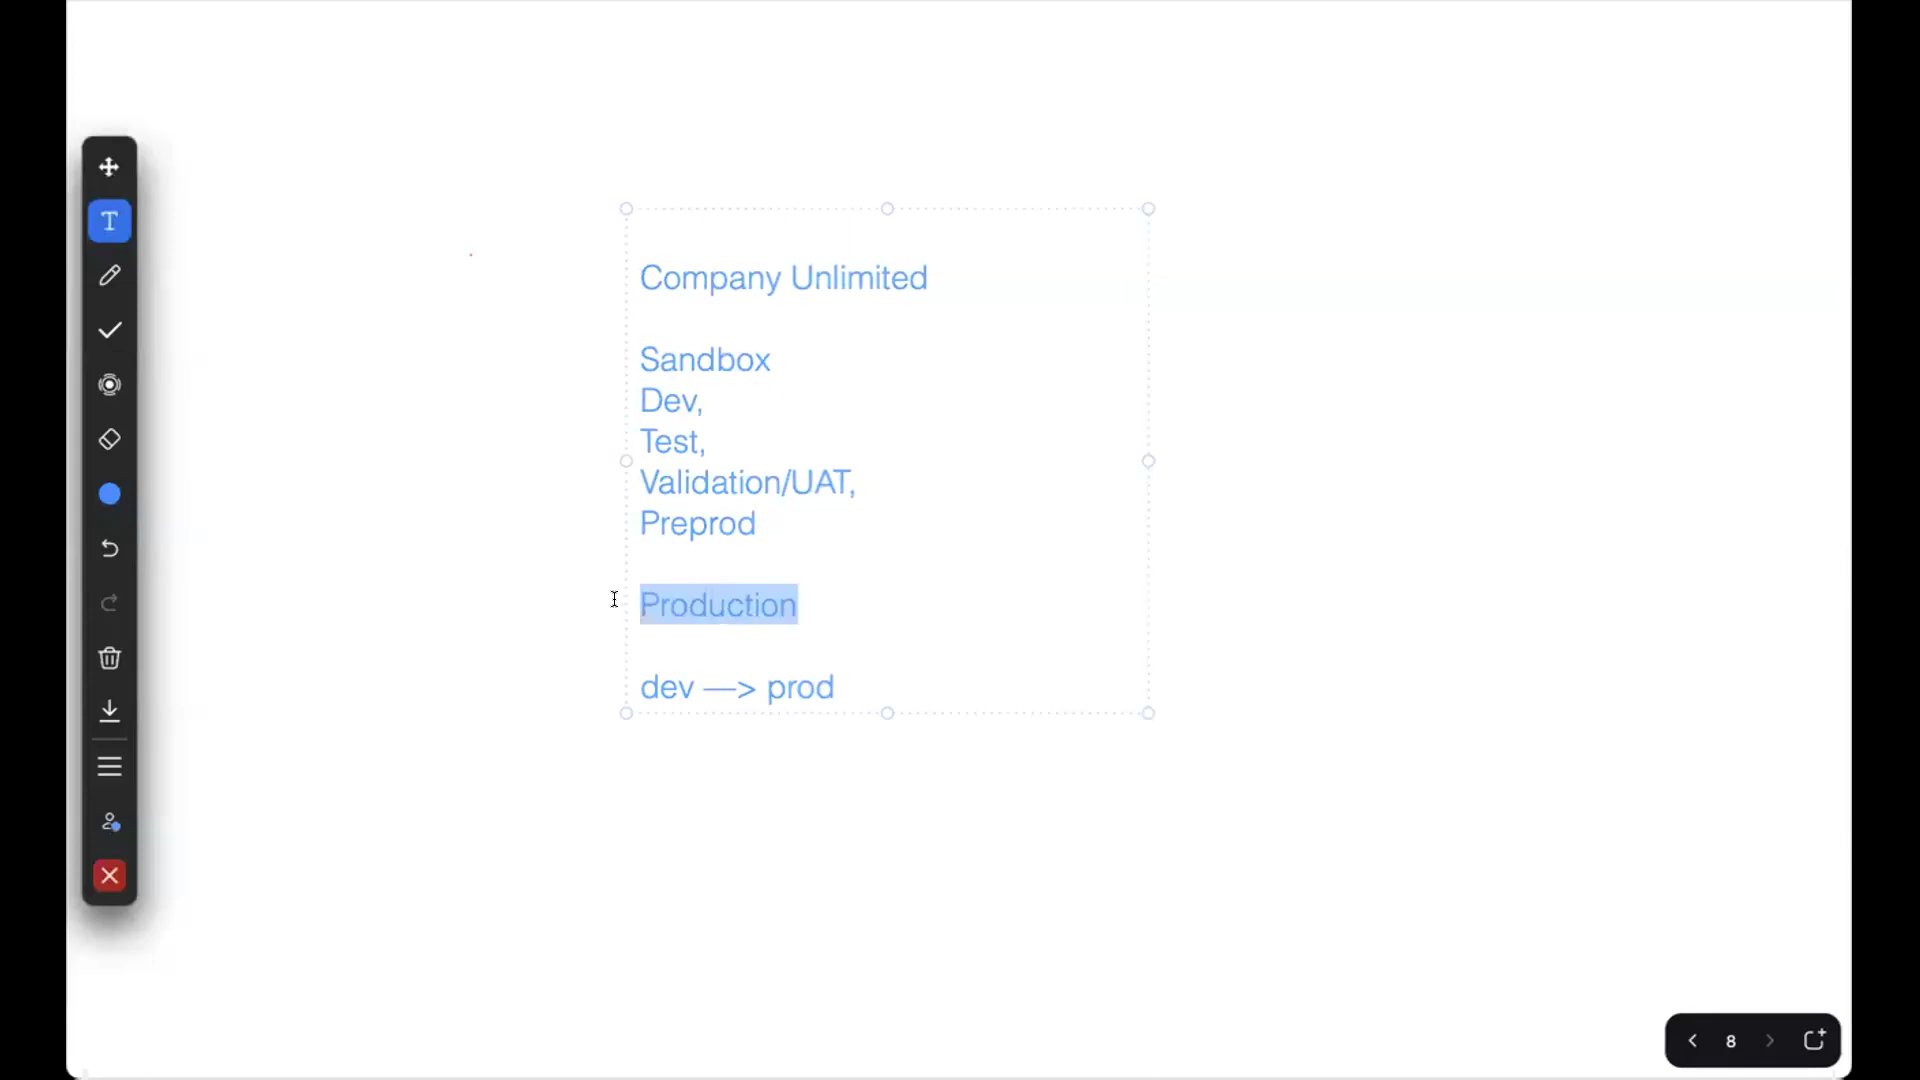 Company Unlimited
Sandbox
Dev,
Test,
Validation/UAT,
Preprod
Production
dev —> prod
8